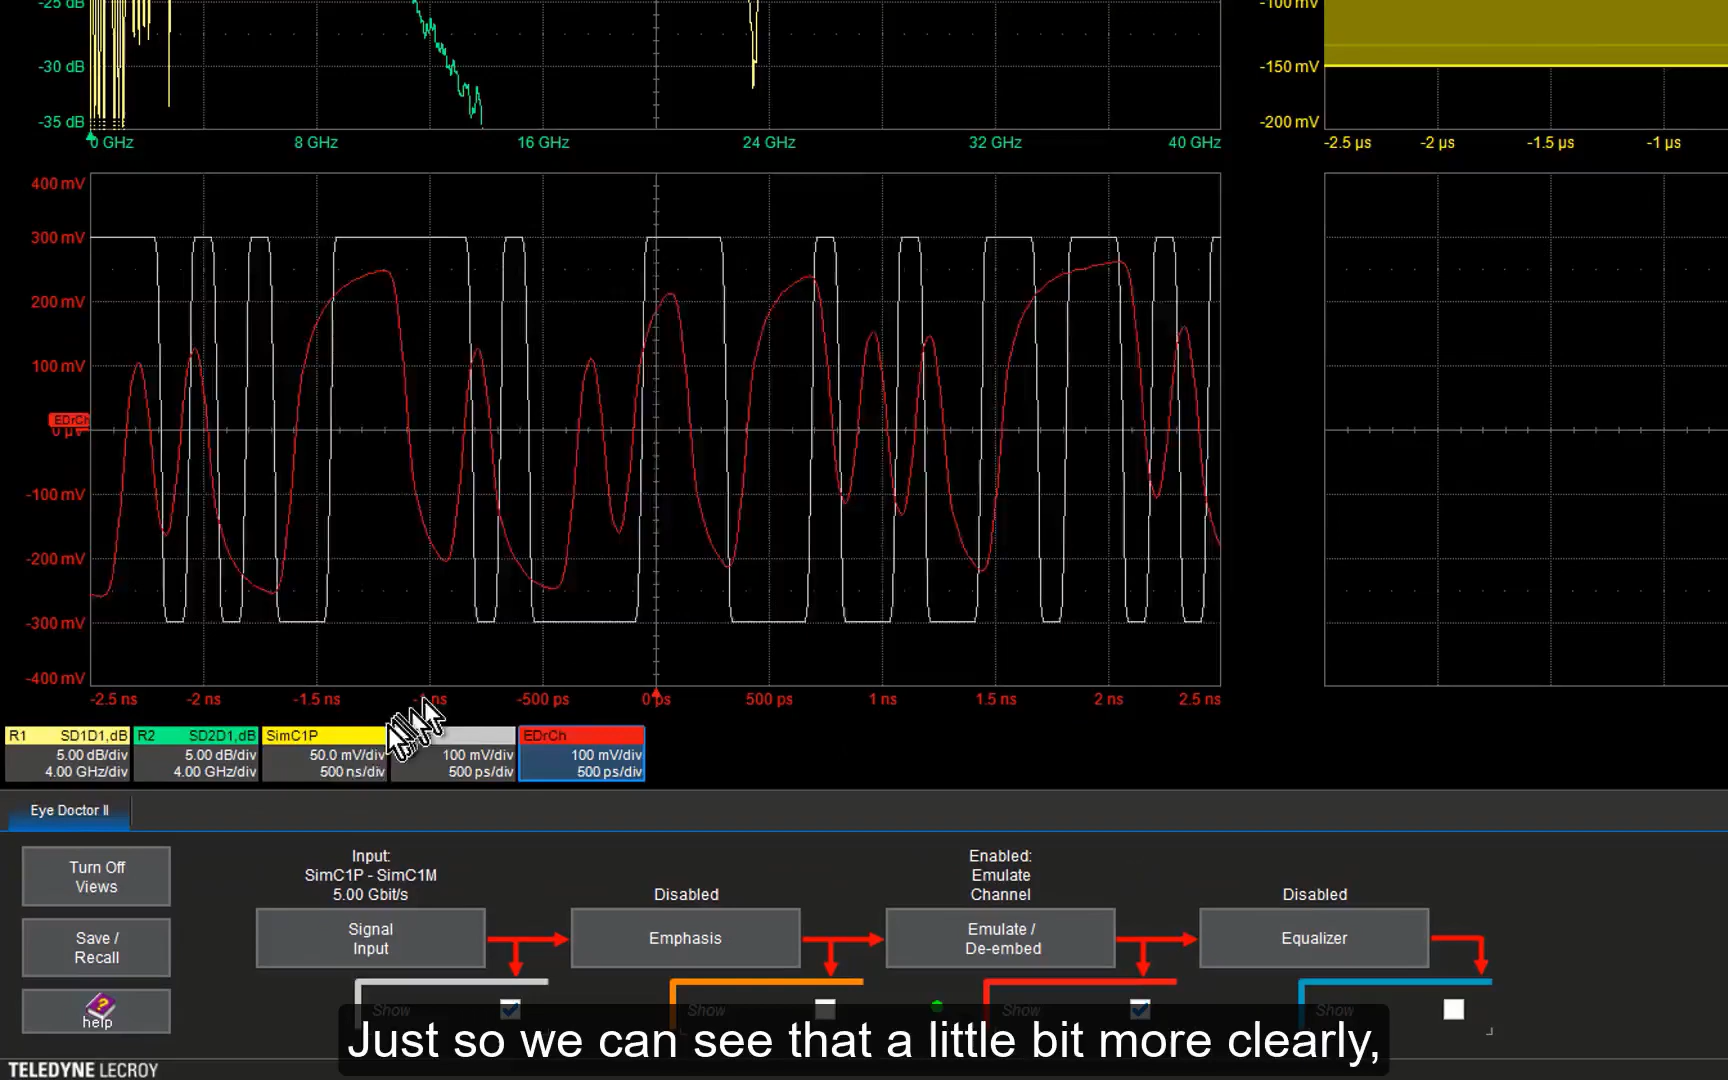 -25 dB
-30 dB
-35 dB
0 GHz 8 GHz 16 GHz 24 GHz 32 GHz 40 GHz
-100 mV
-150 mV
-200 mV
-2.5 µs -2 µs -1.5 µs -1 µs
400 mV
300 mV
200 mV
100 mV
EDrCh
0 µV
-100 mV
-200 mV
-300 mV
-400 mV
-2.5 ns -2 ns -1.5 ns -500 ps 0 ps 500 ps 1 ns 1.5 ns 2 ns 2.5 ns
R1 SD1D1,dB
5.00 dB/div
4.00 GHz/div
R2 SD2D1,dB
5.00 dB/div
4.00 GHz/div
SimC1P
50.0 mV/div
500 ns/div
100 mV/div
500 ps/div
EDrCh
100 mV/div
500 ps/div
Eye Doctor II
Turn Off
Views
Save /
Recall
help
Input:
SimC1P - SimC1M
5.00 Gbit/s
Signal
Input
Show
Disabled
Emphasis
Show
Enabled:
Emulate
Channel
Emulate /
De-embed
Show
Disabled
Equalizer
Show
Just so we can see that a little bit more clearly,
TELEDYNE LECROY